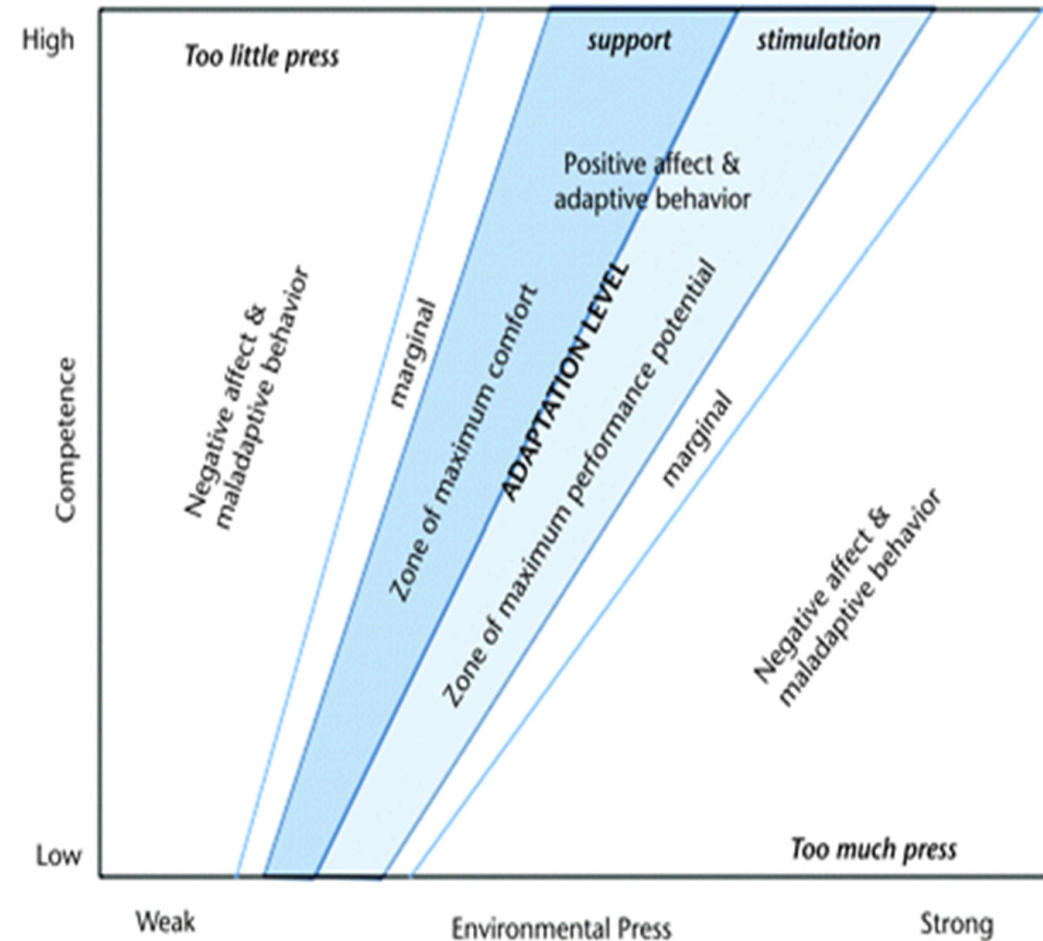 High
Too little press
support
stimulation
Positive affect &
adaptive behavior
Negative affect &
maladaptive behavior
marginal
Zone of maximum comfort
ADAPTATION LEVEL
Zone of maximum performance potential
marginal
Negative affect &
maladaptive behavior
Competence
Low
Too much press
Weak
Environmental Press
Strong